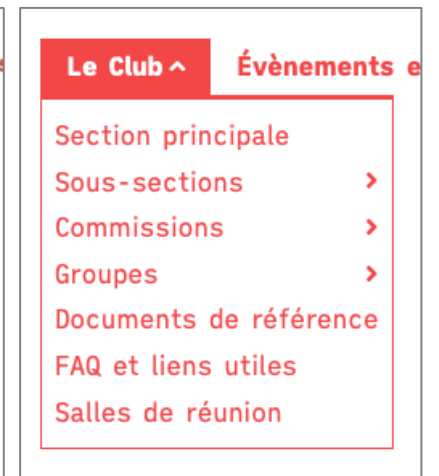 Le Club Évènements e
Section principale
Sous-sections
Commissions
Groupes
Documents de référence
FAQ et liens utiles
Salles de réunion